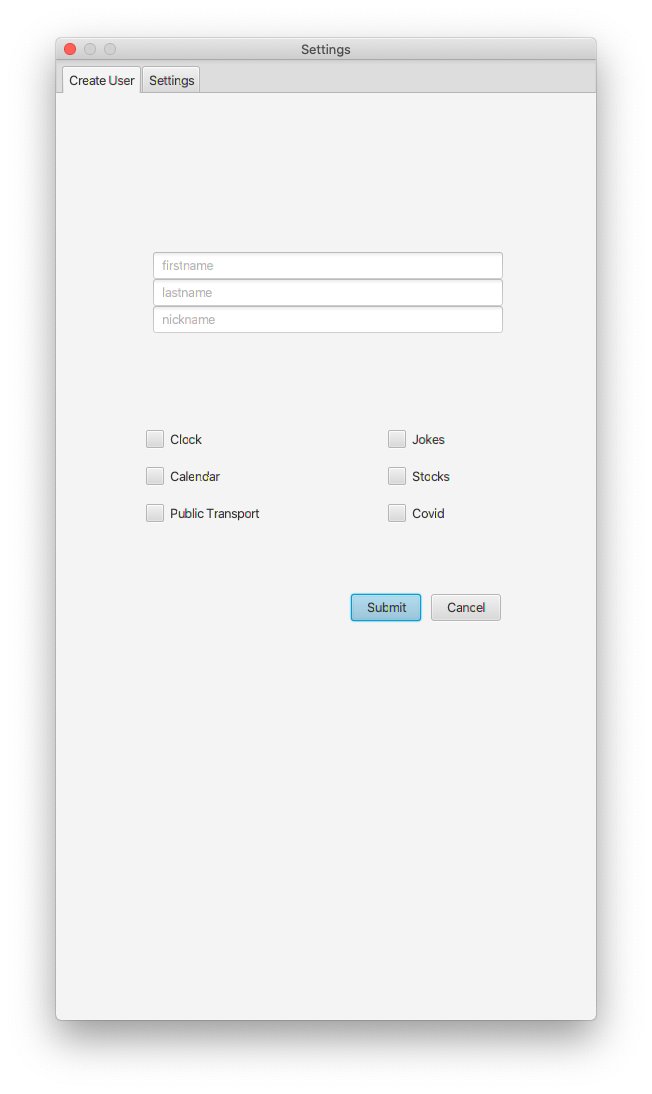 Settings
Create User Settings
firstname
lastname
nickname
Clock Jokes
Calendar Stocks
Public Transport Covid
Submit Cancel